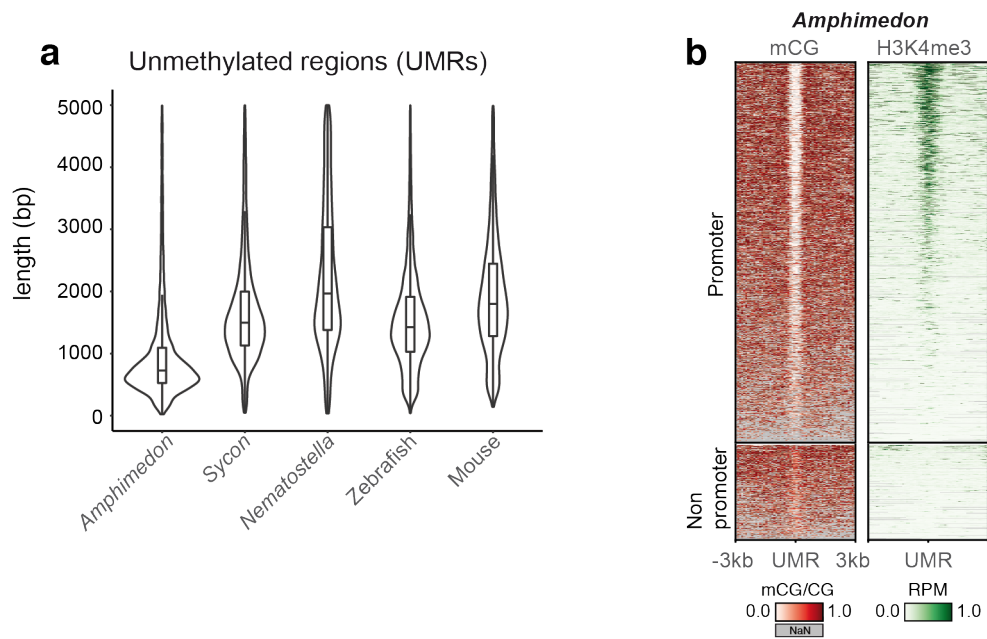 a
Unmethylated regions (UMRs)
length (bp)
5000
4000
3000
2000
1000
0
Amphimedon
Sycon
Nematostella
Zebrafish
Mouse
b
Amphimedon
mCG H3K4me3
Promoter
Non
promoter
-3kb UMR 3kb UMR
mCG/CG RPM
0.0 1.0 0.0 1.0
NaN